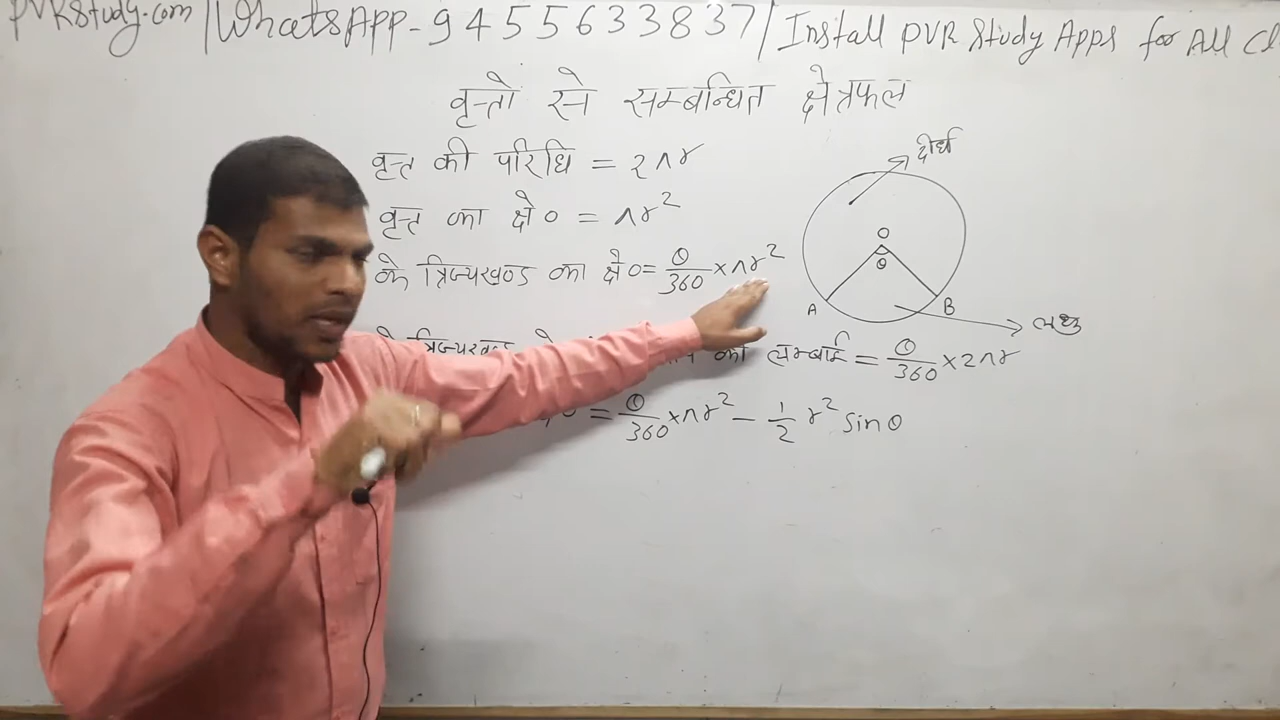 PVRStudy.com | WhatsApp - 9455633837 | Install PVR Study Apps for All Cl
वृत्तों से सम्बन्धित क्षेत्रफल
वृत्त की परिधि = 2πr
वृत्त का क्षे० = πr²
के त्रिज्यखण्ड का क्षे० = θ/360 × πr²
त्रिज्यखण्ड की लम्बाई = θ/360 × 2πr
= θ/360 × πr² – 1/2 r² sinθ
दीर्घ
O
θ
A
B
लघु